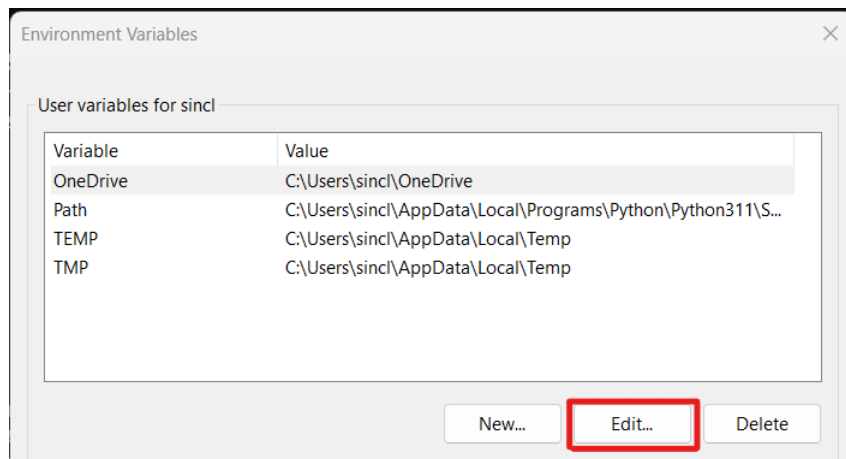 Environment Variables
User variables for sincl
Variable Value
OneDrive C:\Users\sincl\OneDrive
Path C:\Users\sincl\AppData\Local\Programs\Python\Python311\S...
TEMP C:\Users\sincl\AppData\Local\Temp
TMP C:\Users\sincl\AppData\Local\Temp
New... Edit... Delete